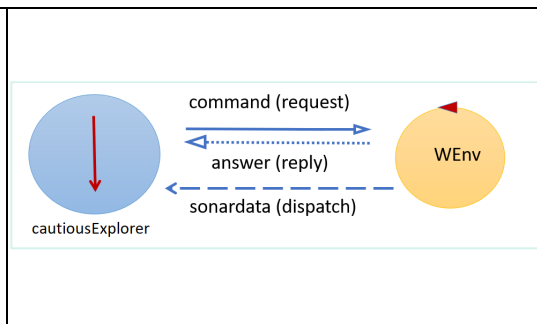 command (request)
answer (reply)
WEnv
sonardata (dispatch)
cautiousExplorer